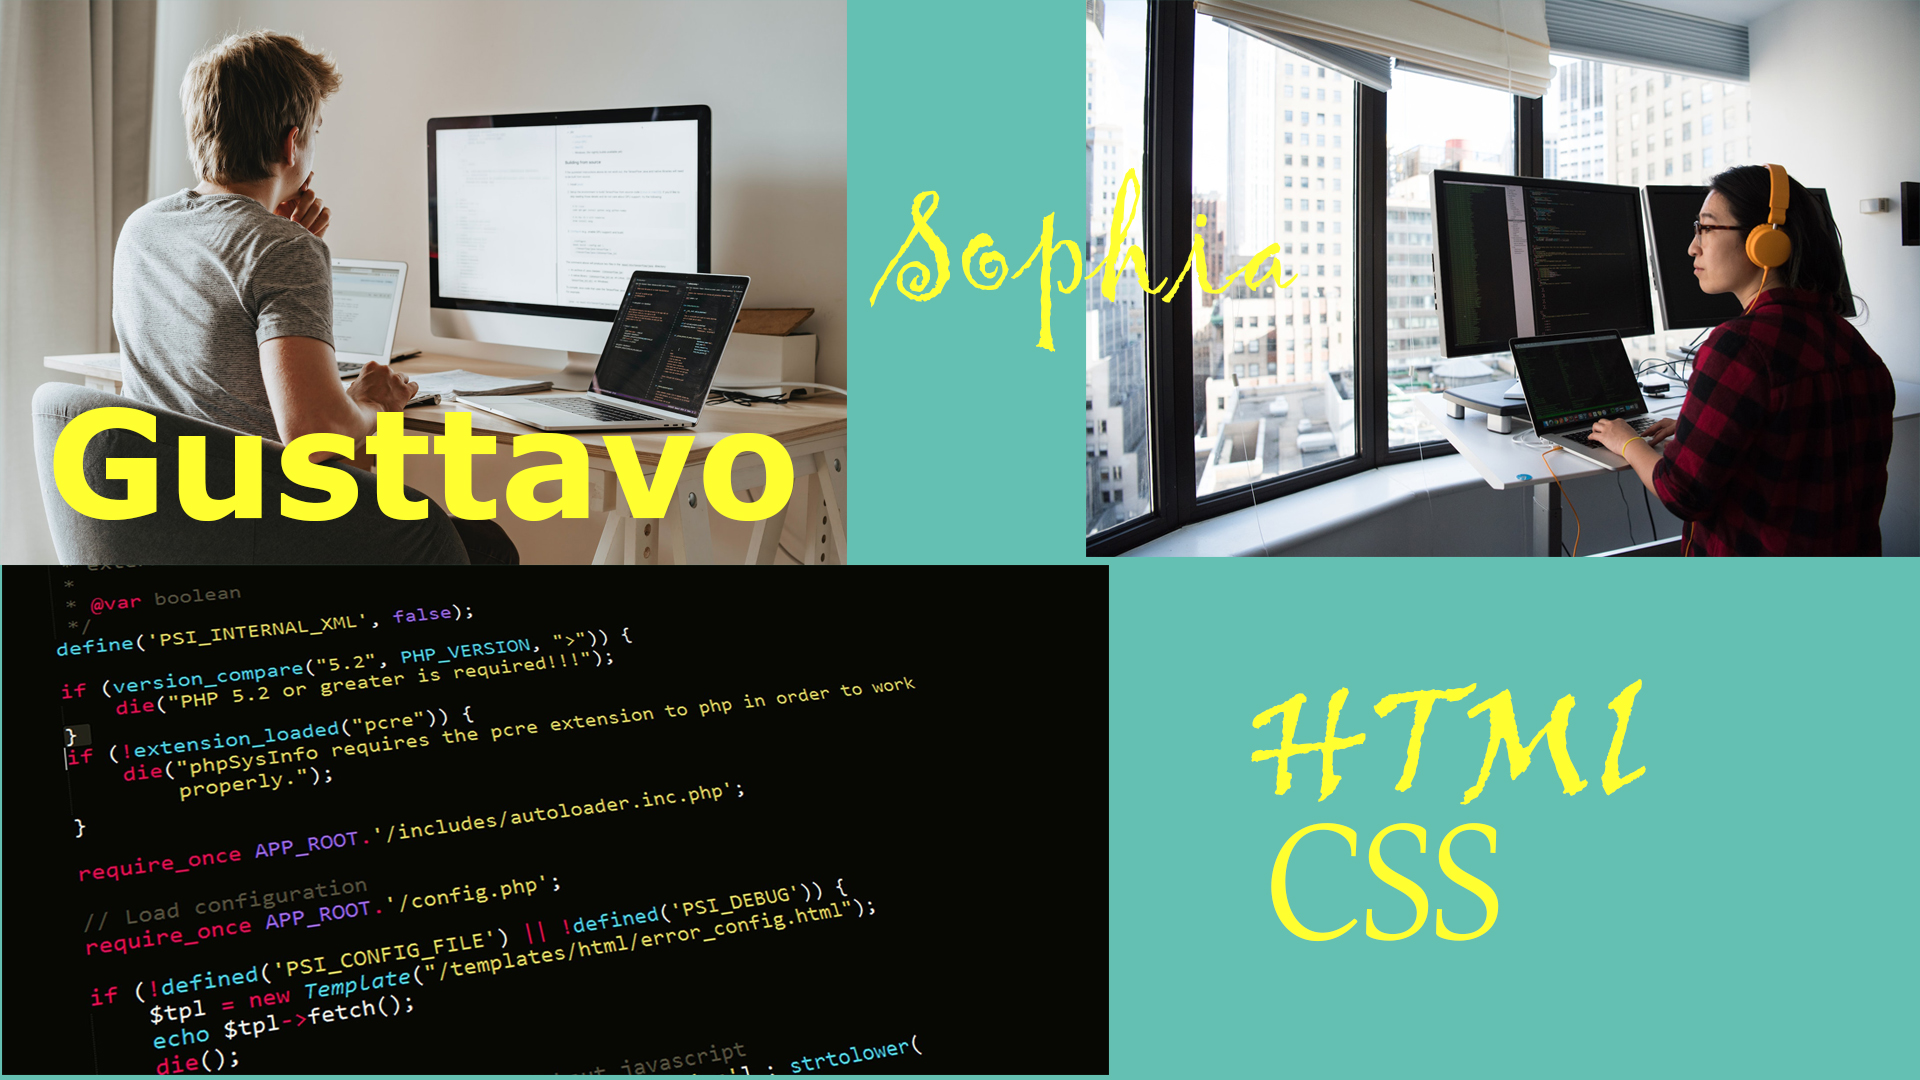 Sophia
Gusttavo
* @var boolean
*/
define('PSI_INTERNAL_XML', false);
if (version_compare("5.2", PHP_VERSION, ">")) {
die("PHP 5.2 or greater is required!!!");
}
if (!extension_loaded("pcre")) {
die("phpSysInfo requires the pcre extension to php in order to work
properly.");
}
require_once APP_ROOT.'/includes/autoloader.inc.php';
// Load configuration
require_once APP_ROOT.'/config.php';
if (!defined('PSI_CONFIG_FILE') || !defined('PSI_DEBUG')) {
$tpl = new Template("/templates/html/error_config.html");
echo $tpl->fetch();
die();
javascript
strtolower(
HTMl
CSS